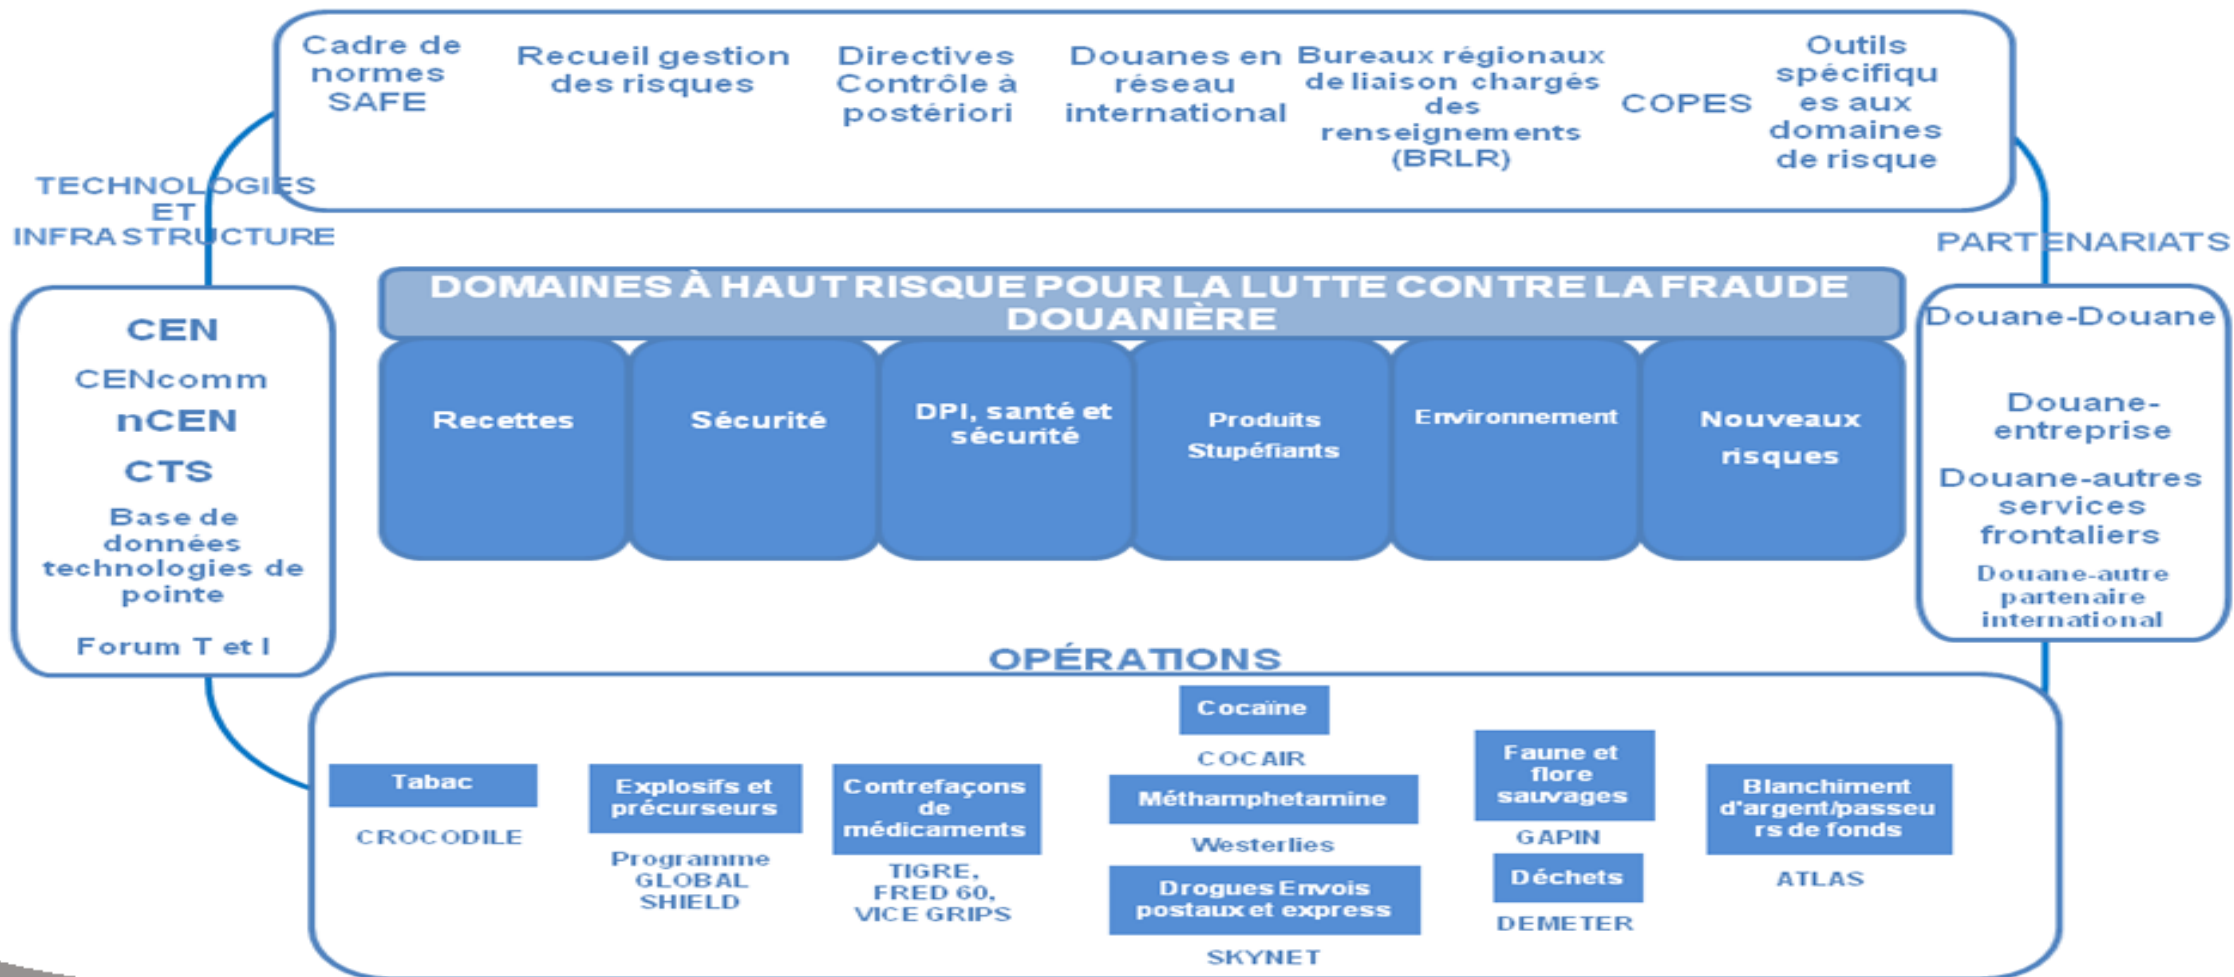 Cadre de
normes
SAFE
Recueil gestion
des risques
Directives
Contrôle à
postériori
Douanes en
réseau
international
Bureaux régionaux
de liaison chargés
des
renseignements
(BRLR)
COPES
Outils
spécifiqu
es aux
domaines
de risque
TECHNOLOGIES
ET
INFRASTRUCTURE
PARTENARIATS
CEN
CENcomm
nCEN
CTS
Base de
données
technologies de
pointe
Forum T et I
DOMAINES À HAUT RISQUE POUR LA LUTTE CONTRE LA FRAUDE
DOUANIÈRE
Recettes
Sécurité
DPI, santé et
sécurité
Produits
Stupéfiants
Environnement
Nouveaux
risques
Douane-Douane
Douane-
entreprise
Douane-autres
services
frontaliers
Douane-autre
partenaire
international
OPÉRATIONS
Tabac
CROCODILE
Explosifs et
précurseurs
Programme
GLOBAL
SHIELD
Contrefaçons
de
médicaments
TIGRE,
FRED 60,
VICE GRIPS
Cocaïne
COCAIR
Méthamphetamine
Westerlies
Drogues Envois
postaux et express
SKYNET
Faune et
flore
sauvages
GAPIN
Déchets
DEMETER
Blanchiment
d'argent/passeu
rs de fonds
ATLAS